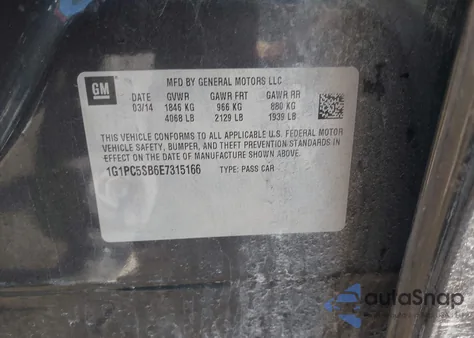 GM
MFD BY GENERAL MOTORS LLC
DATE GVWR GAWR FRT GAWR RR
03/14 1846 KG 966 KG 880 KG
4068 LB 2129 LB 1939 LB
THIS VEHICLE CONFORMS TO ALL APPLICABLE U.S. FEDERAL MOTOR
VEHICLE SAFETY, BUMPER, AND THEFT PREVENTION STANDARDS IN
EFFECT ON THE DATE OF MANUFACTURE SHOWN ABOVE.
1G1PC5SB6E7315166 TYPE: PASS CAR
autaSnap